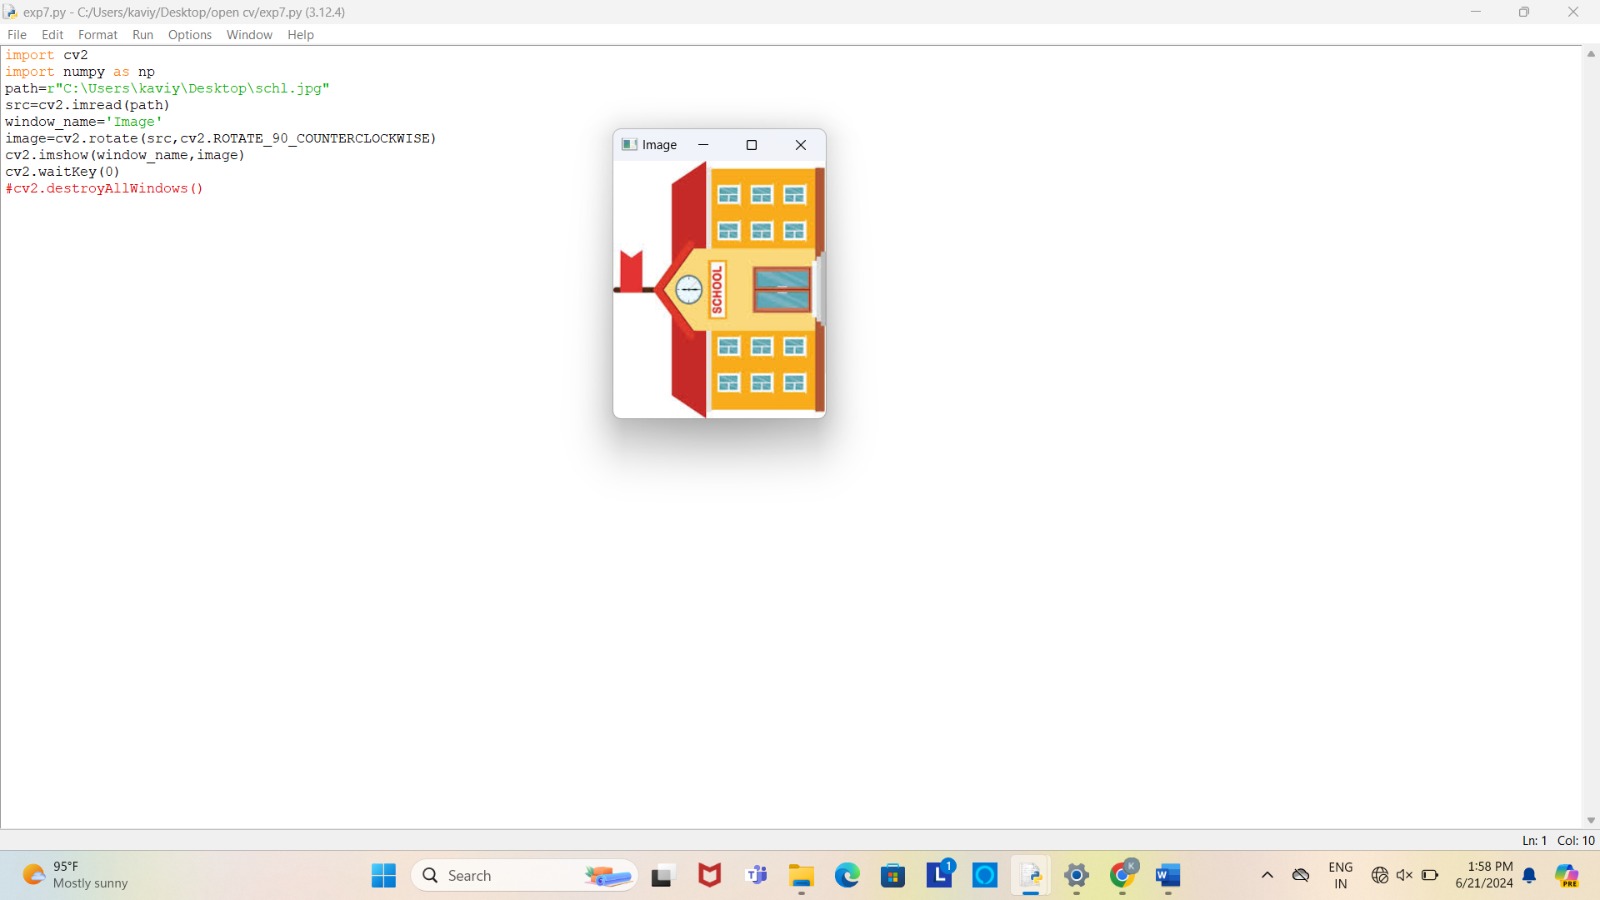 exp7.py - C:/Users/kaviy/Desktop/open cv/exp7.py (3.12.4)
File Edit Format Run Options Window Help
import cv2
import numpy as np
path=r"C:\Users\kaviy\Desktop\schl.jpg"
src=cv2.imread(path)
window_name='Image'
image=cv2.rotate(src,cv2.ROTATE_90_COUNTERCLOCKWISE)
cv2.imshow(window_name,image)
cv2.waitKey(0)
#cv2.destroyAllWindows()
Image
SCHOOL
Ln: 1 Col: 10
95°F
Mostly sunny
Search
L
1
K
W
ENG
IN
1:58 PM
6/21/2024
PRE